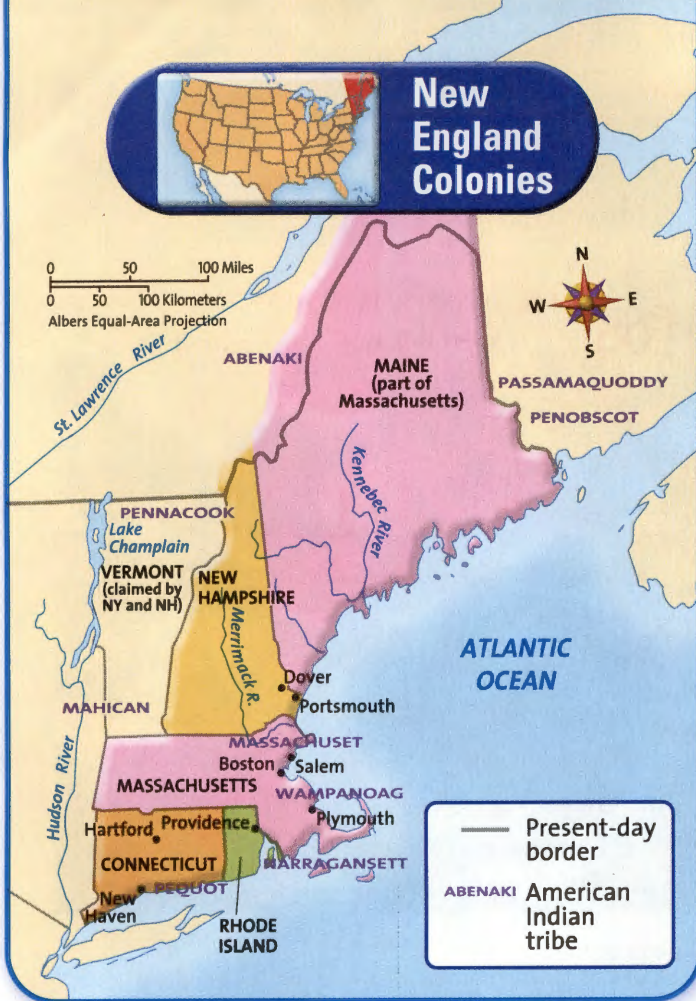 New
England
Colonies
0 50 100 Miles
0 50 100 Kilometers
Albers Equal-Area Projection
N
W E
S
St. Lawrence River
ABENAKI
MAINE
(part of
Massachusetts)
PASSAMAQUODDY
PENOBSCOT
Kennebec River
PENNACOOK
Lake
Champlain
VERMONT
(claimed by
NY and NH)
NEW
HAMPSHIRE
Merrimack R.
ATLANTIC
OCEAN
Dover
Portsmouth
MAHICAN
Hudson River
MASSACHUSET
Boston
Salem
MASSACHUSETTS
WAMPANOAG
Plymouth
Hartford
Providence
CONNECTICUT
NARRAGANSETT
New
Haven
PEQUOT
RHODE
ISLAND
Present-day
border
ABENAKI American
Indian
tribe